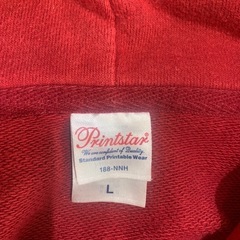 Printstar
We are confident of Quality.
Standard Printable Wear
188-NNH
L